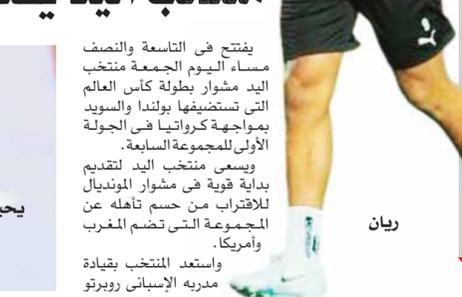 منتخب اليد
يفتتح فى التاسعة والنصف
مساء اليوم الجمعة منتخب
اليد مشوار بطولة كأس العالم
التى تستضيفها بولندا والسويد
بمواجهة كرواتيا فى الجولة
الأولى للمجموعة السابعة.
ويسعى منتخب اليد لتقديم
بداية قوية فى مشوار المونديال
للاقتراب من حسم تأهله عن
المجموعة التى تضم المغرب
وأمريكا.
واستعد المنتخب بقيادة
مدربه الإسبانى روبرتو
ريان